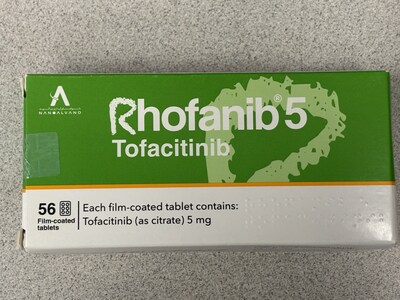 NANOALVAND
Rhofanib® 5
Tofacitinib
56
Film-coated
tablets
Each film-coated tablet contains:
Tofacitinib (as citrate) 5 mg